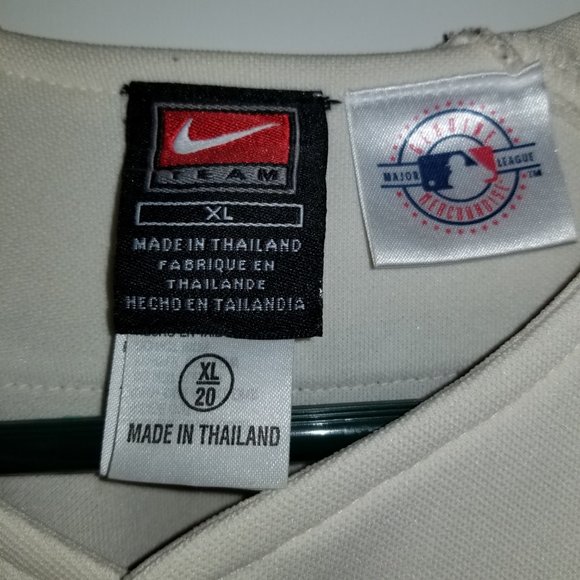 TEAM
XL
MADE IN THAILAND
FABRIQUE EN
THAILANDE
HECHO EN TAILANDIA
XL
20
MADE IN THAILAND
GENUINE
MAJOR LEAGUE
MERCHANDISE
TM